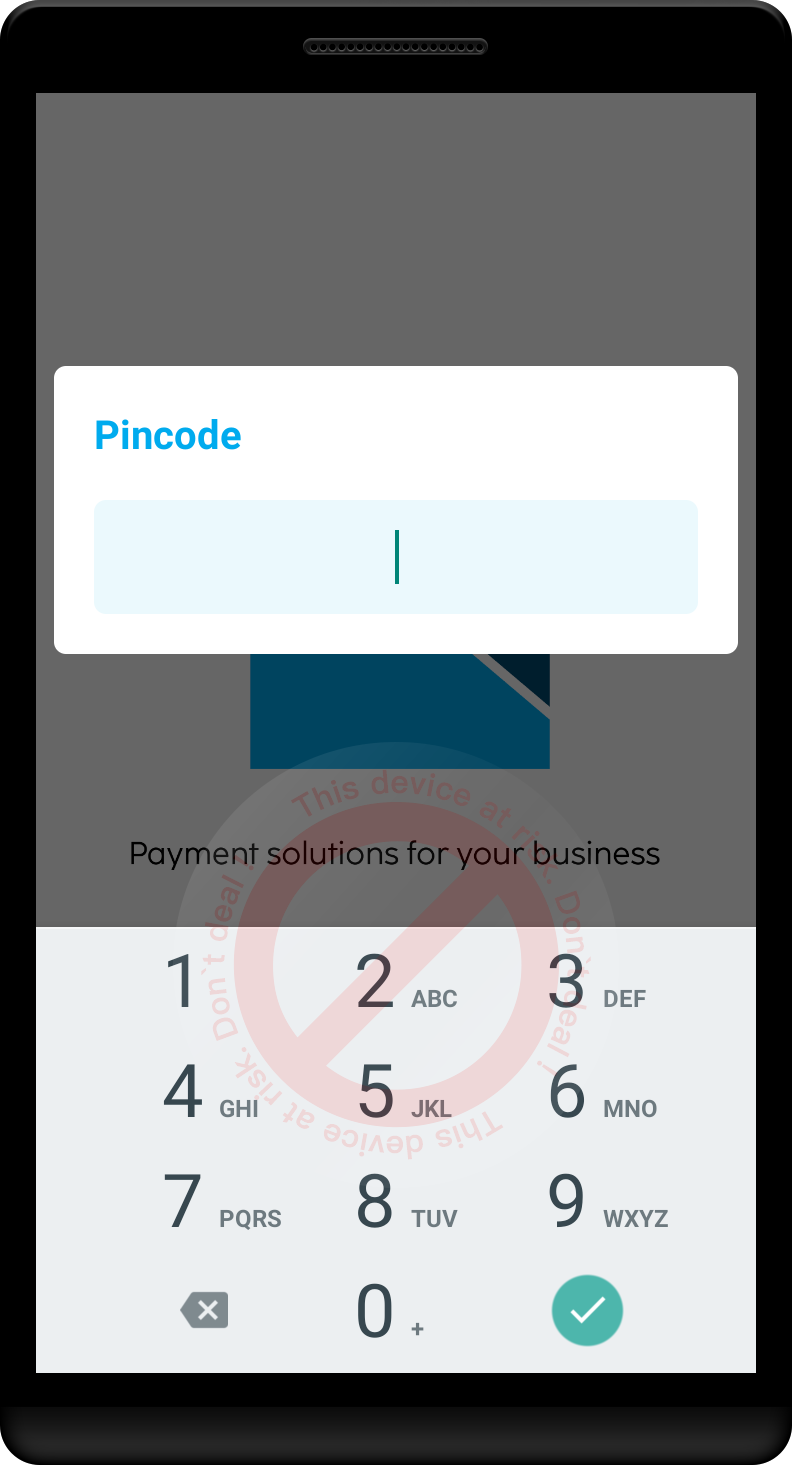 Pincode
Payment solutions for your business
This device at risk. Don`t deal !
This device at risk. Don`t deal !
1
2 ABC
3 DEF
4 GHI
5 JKL
6 MNO
7 PQRS
8 TUV
9 WXYZ
0 +